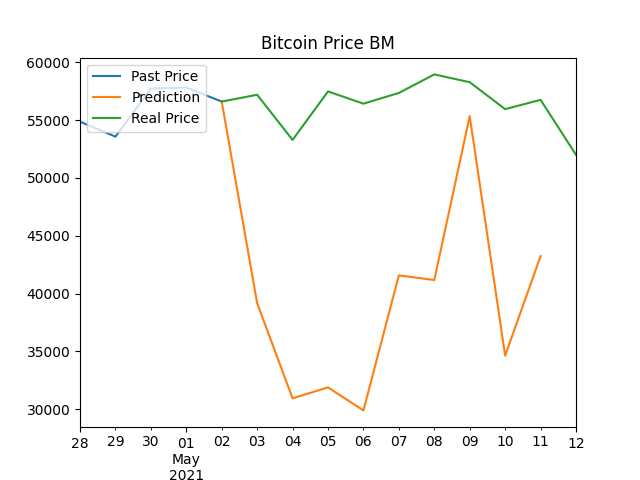 Bitcoin Price BM
Past Price
Prediction
Real Price
60000
55000
50000
45000
40000
35000
30000
28 29 30 01 02 03 04 05 06 07 08 09 10 11 12
May
2021